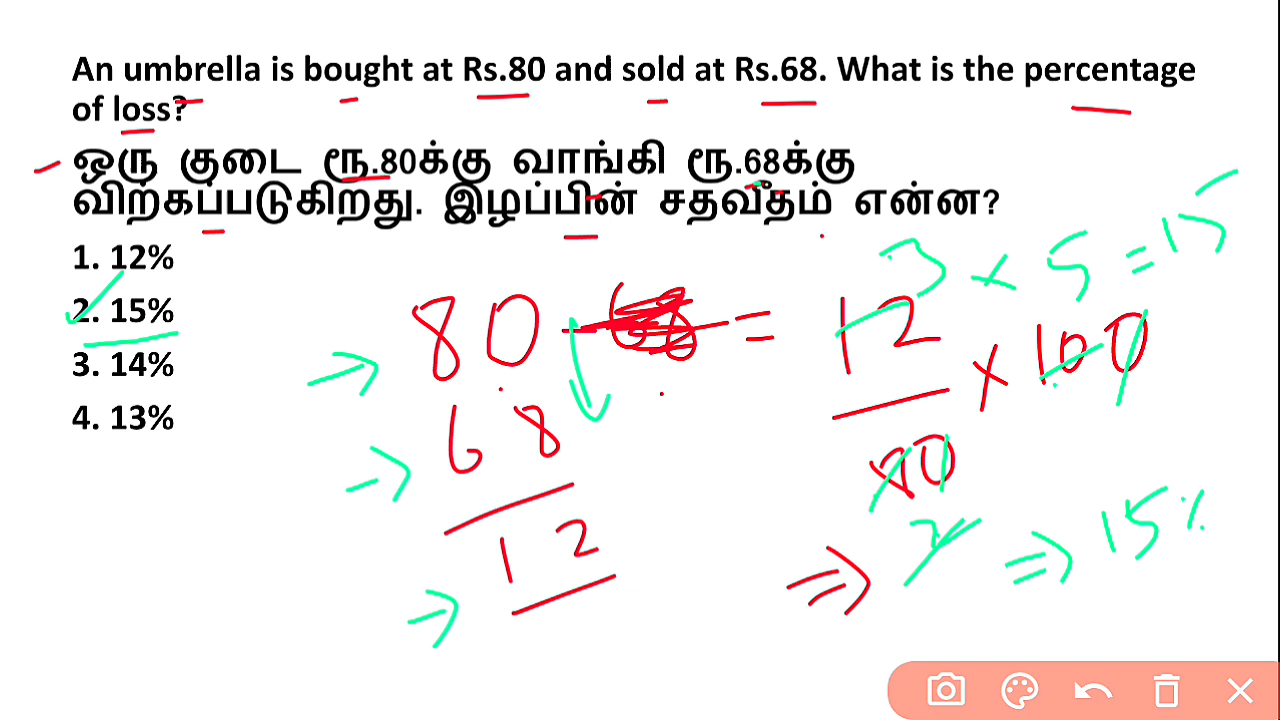 An umbrella is bought at Rs.80 and sold at Rs.68. What is the percentage
of loss?
ஒரு குடை ரூ.80க்கு வாங்கி ரூ.68க்கு
விற்கப்படுகிறது. இழப்பின் சதவீதம் என்ன?
1. 12%
2. 15%
3. 14%
4. 13%
3 x 5 = 15
80 - 68 = 12 x 100
68 80
12 2 => 15%